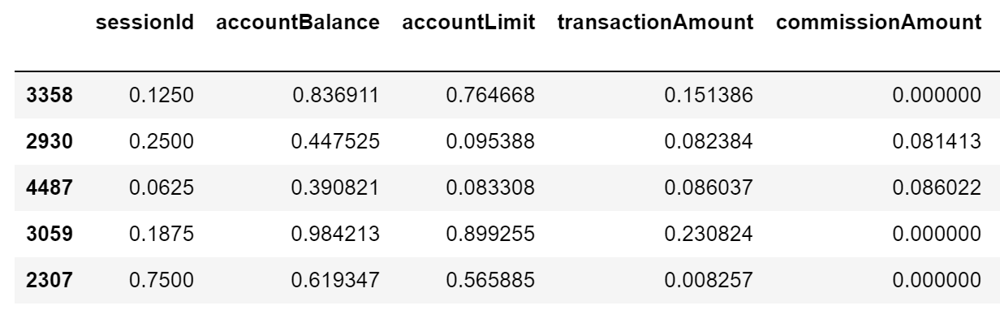 sessionId accountBalance accountLimit transactionAmount commissionAmount
3358 0.1250 0.836911 0.764668 0.151386 0.000000
2930 0.2500 0.447525 0.095388 0.082384 0.081413
4487 0.0625 0.390821 0.083308 0.086037 0.086022
3059 0.1875 0.984213 0.899255 0.230824 0.000000
2307 0.7500 0.619347 0.565885 0.008257 0.000000